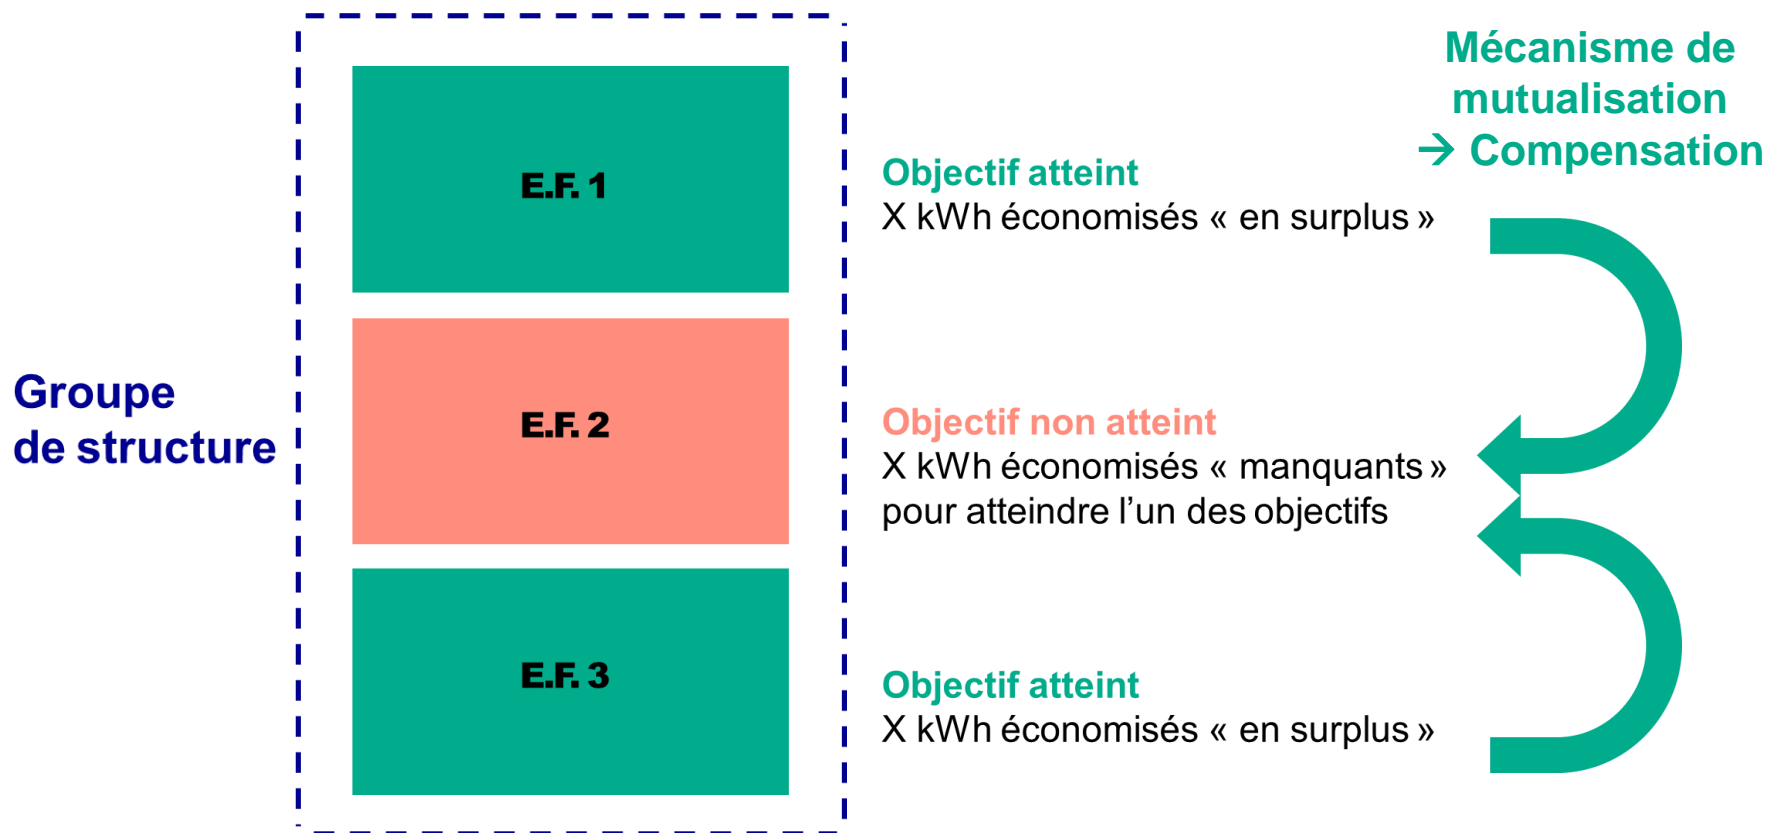 Mécanisme de
mutualisation
→ Compensation
E.F. 1
Objectif atteint
X kWh économisés « en surplus »
Groupe
de structure
E.F. 2
Objectif non atteint
X kWh économisés « manquants »
pour atteindre l’un des objectifs
E.F. 3
Objectif atteint
X kWh économisés « en surplus »